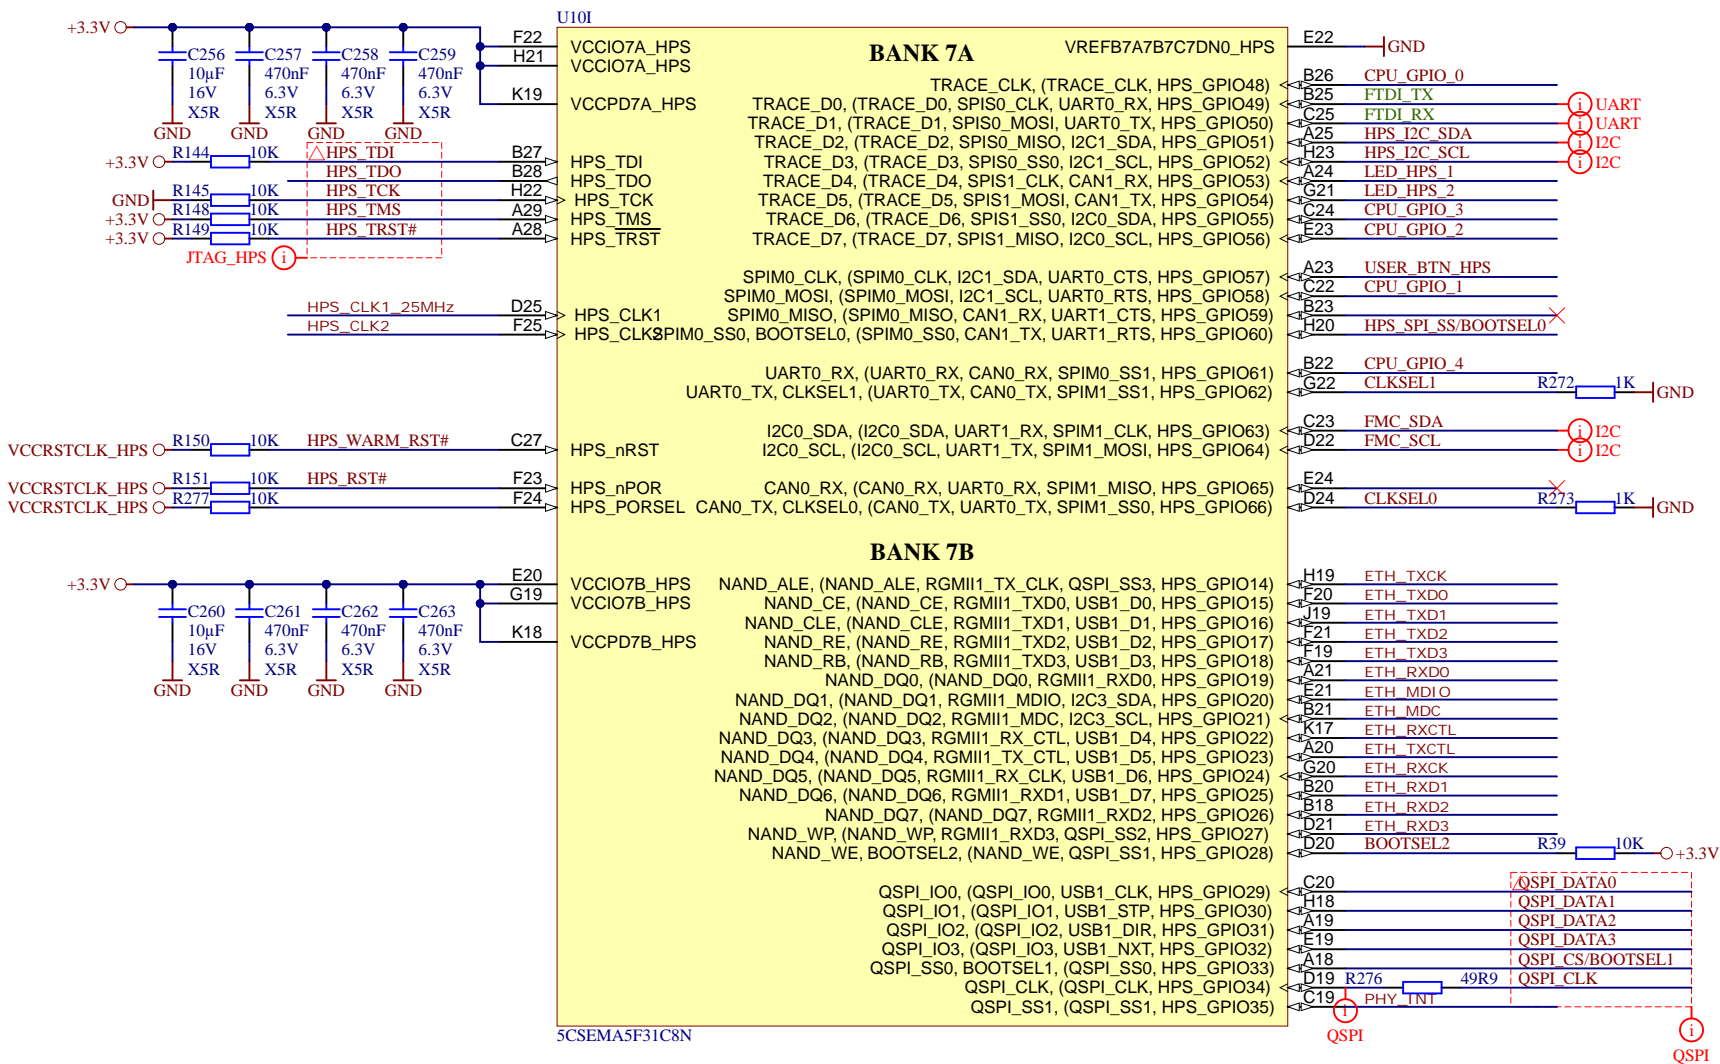 U10I
+3.3V
C256 10µF 16V X5R GND
C257 470nF 6.3V X5R GND
C258 470nF 6.3V X5R GND
C259 470nF 6.3V X5R GND
F22 VCCIO7A_HPS
H21 VCCIO7A_HPS
K19 VCCPD7A_HPS
+3.3V R144 10K HPS_TDI B27 HPS_TDI
HPS_TDO B28 HPS_TDO
GND R145 10K HPS_TCK H22 HPS_TCK
+3.3V R148 10K HPS_TMS A29 HPS_TMS
+3.3V R149 10K HPS_TRST# A28 HPS_TRST
JTAG_HPS i
HPS_CLK1_25MHz D25 HPS_CLK1
HPS_CLK2 F25 HPS_CLK2
VCCRSTCLK_HPS R150 10K HPS_WARM_RST# C27 HPS_nRST
VCCRSTCLK_HPS R151 10K HPS_RST# F23 HPS_nPOR
VCCRSTCLK_HPS R277 10K F24 HPS_PORSEL
+3.3V
C260 10µF 16V X5R GND
C261 470nF 6.3V X5R GND
C262 470nF 6.3V X5R GND
C263 470nF 6.3V X5R GND
E20 VCCIO7B_HPS
G19 VCCIO7B_HPS
K18 VCCPD7B_HPS
BANK 7A
VREFB7A7B7C7DN0_HPS E22 GND
TRACE_CLK, (TRACE_CLK, HPS_GPIO48) B26 CPU_GPIO_0
TRACE_D0, (TRACE_D0, SPIS0_CLK, UART0_RX, HPS_GPIO49) B25 FTDI_TX i UART
TRACE_D1, (TRACE_D1, SPIS0_MOSI, UART0_TX, HPS_GPIO50) C25 FTDI_RX i UART
TRACE_D2, (TRACE_D2, SPIS0_MISO, I2C1_SDA, HPS_GPIO51) A25 HPS_I2C_SDA i I2C
TRACE_D3, (TRACE_D3, SPIS0_SS0, I2C1_SCL, HPS_GPIO52) H23 HPS_I2C_SCL i I2C
TRACE_D4, (TRACE_D4, SPIS1_CLK, CAN1_RX, HPS_GPIO53) A24 LED_HPS_1
TRACE_D5, (TRACE_D5, SPIS1_MOSI, CAN1_TX, HPS_GPIO54) G21 LED_HPS_2
TRACE_D6, (TRACE_D6, SPIS1_SS0, I2C0_SDA, HPS_GPIO55) C24 CPU_GPIO_3
TRACE_D7, (TRACE_D7, SPIS1_MISO, I2C0_SCL, HPS_GPIO56) E23 CPU_GPIO_2
SPIM0_CLK, (SPIM0_CLK, I2C1_SDA, UART0_CTS, HPS_GPIO57) A23 USER_BTN_HPS
SPIM0_MOSI, (SPIM0_MOSI, I2C1_SCL, UART0_RTS, HPS_GPIO58) C22 CPU_GPIO_1
SPIM0_MISO, (SPIM0_MISO, CAN1_RX, UART1_CTS, HPS_GPIO59) B23
SPIM0_SS0, BOOTSEL0, (SPIM0_SS0, CAN1_TX, UART1_RTS, HPS_GPIO60) H20 HPS_SPI_SS/BOOTSEL0
UART0_RX, (UART0_RX, CAN0_RX, SPIM0_SS1, HPS_GPIO61) B22 CPU_GPIO_4
UART0_TX, CLKSEL1, (UART0_TX, CAN0_TX, SPIM1_SS1, HPS_GPIO62) G22 CLKSEL1 R272 1K GND
I2C0_SDA, (I2C0_SDA, UART1_RX, SPIM1_CLK, HPS_GPIO63) C23 FMC_SDA i I2C
I2C0_SCL, (I2C0_SCL, UART1_TX, SPIM1_MOSI, HPS_GPIO64) D22 FMC_SCL i I2C
CAN0_RX, (CAN0_RX, UART0_RX, SPIM1_MISO, HPS_GPIO65) E24
CAN0_TX, CLKSEL0, (CAN0_TX, UART0_TX, SPIM1_SS0, HPS_GPIO66) D24 CLKSEL0 R273 1K GND
BANK 7B
NAND_ALE, (NAND_ALE, RGMII1_TX_CLK, QSPI_SS3, HPS_GPIO14) H19 ETH_TXCK
NAND_CE, (NAND_CE, RGMII1_TXD0, USB1_D0, HPS_GPIO15) F20 ETH_TXD0
NAND_CLE, (NAND_CLE, RGMII1_TXD1, USB1_D1, HPS_GPIO16) J19 ETH_TXD1
NAND_RE, (NAND_RE, RGMII1_TXD2, USB1_D2, HPS_GPIO17) F21 ETH_TXD2
NAND_RB, (NAND_RB, RGMII1_TXD3, USB1_D3, HPS_GPIO18) F19 ETH_TXD3
NAND_DQ0, (NAND_DQ0, RGMII1_RXD0, HPS_GPIO19) A21 ETH_RXD0
NAND_DQ1, (NAND_DQ1, RGMII1_MDIO, I2C3_SDA, HPS_GPIO20) E21 ETH_MDIO
NAND_DQ2, (NAND_DQ2, RGMII1_MDC, I2C3_SCL, HPS_GPIO21) B21 ETH_MDC
NAND_DQ3, (NAND_DQ3, RGMII1_RX_CTL, USB1_D4, HPS_GPIO22) K17 ETH_RXCTL
NAND_DQ4, (NAND_DQ4, RGMII1_TX_CTL, USB1_D5, HPS_GPIO23) A20 ETH_TXCTL
NAND_DQ5, (NAND_DQ5, RGMII1_RX_CLK, USB1_D6, HPS_GPIO24) G20 ETH_RXCK
NAND_DQ6, (NAND_DQ6, RGMII1_RXD1, USB1_D7, HPS_GPIO25) B20 ETH_RXD1
NAND_DQ7, (NAND_DQ7, RGMII1_RXD2, HPS_GPIO26) B18 ETH_RXD2
NAND_WP, (NAND_WP, RGMII1_RXD3, QSPI_SS2, HPS_GPIO27) D21 ETH_RXD3
NAND_WE, BOOTSEL2, (NAND_WE, QSPI_SS1, HPS_GPIO28) D20 BOOTSEL2 R39 10K +3.3V
QSPI_IO0, (QSPI_IO0, USB1_CLK, HPS_GPIO29) C20 QSPI_DATA0
QSPI_IO1, (QSPI_IO1, USB1_STP, HPS_GPIO30) H18 QSPI_DATA1
QSPI_IO2, (QSPI_IO2, USB1_DIR, HPS_GPIO31) A19 QSPI_DATA2
QSPI_IO3, (QSPI_IO3, USB1_NXT, HPS_GPIO32) E19 QSPI_DATA3
QSPI_SS0, BOOTSEL1, (QSPI_SS0, HPS_GPIO33) A18 QSPI_CS/BOOTSEL1
QSPI_CLK, (QSPI_CLK, HPS_GPIO34) D19 R276 49R9 QSPI_CLK
QSPI_SS1, (QSPI_SS1, HPS_GPIO35) C19 PHY_INT
i QSPI
i QSPI
5CSEMA5F31C8N